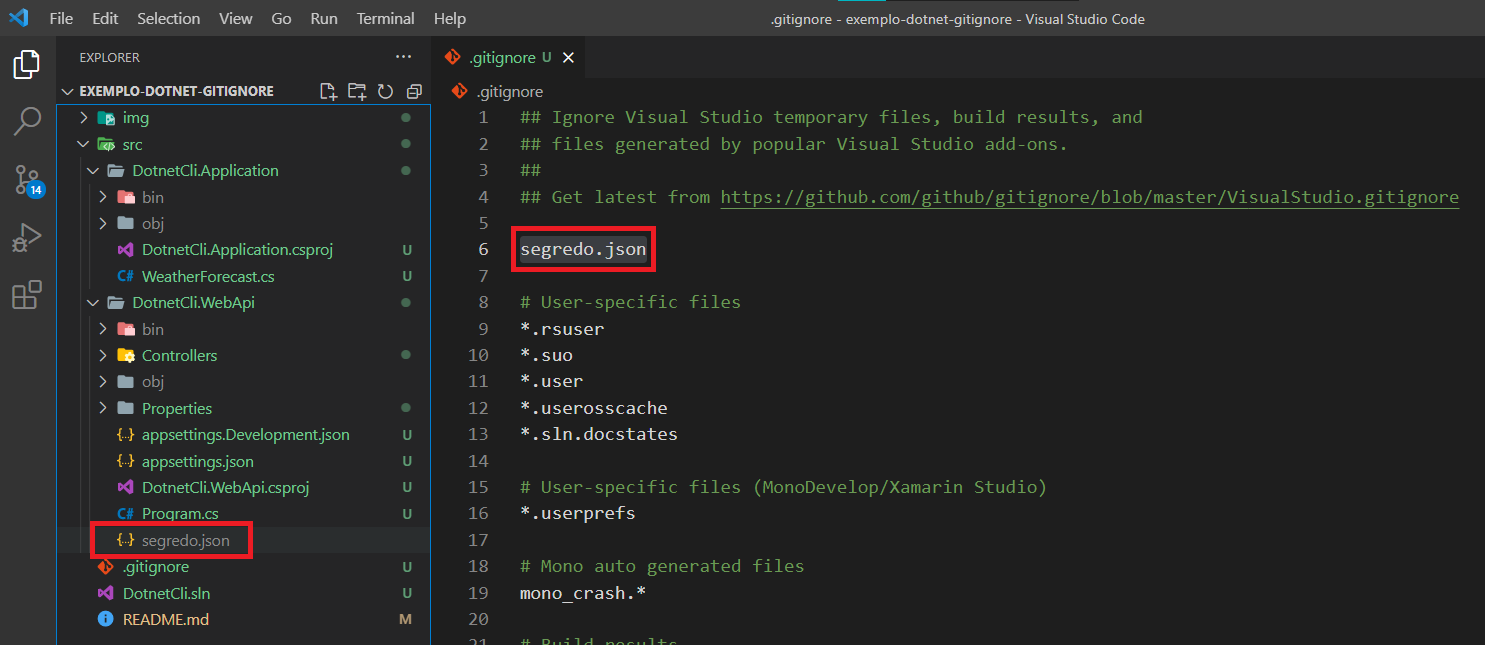 File Edit Selection View Go Run Terminal Help .gitignore - exemplo-dotnet-gitignore - Visual Studio Code
EXPLORER ···
EXEMPLO-DOTNET-GITIGNORE
img
src
DotnetCli.Application
bin
obj
DotnetCli.Application.csproj U
WeatherForecast.cs U
DotnetCli.WebApi
bin
Controllers
obj
Properties
appsettings.Development.json U
appsettings.json U
DotnetCli.WebApi.csproj U
Program.cs U
segredo.json
.gitignore U
DotnetCli.sln U
README.md M
14
.gitignore U
.gitignore
1 ## Ignore Visual Studio temporary files, build results, and
2 ## files generated by popular Visual Studio add-ons.
3 ##
4 ## Get latest from https://github.com/github/gitignore/blob/master/VisualStudio.gitignore
5
6 segredo.json
7
8 # User-specific files
9 *.rsuser
10 *.suo
11 *.user
12 *.userosscache
13 *.sln.docstates
14
15 # User-specific files (MonoDevelop/Xamarin Studio)
16 *.userprefs
17
18 # Mono auto generated files
19 mono_crash.*
20
21 # Build results